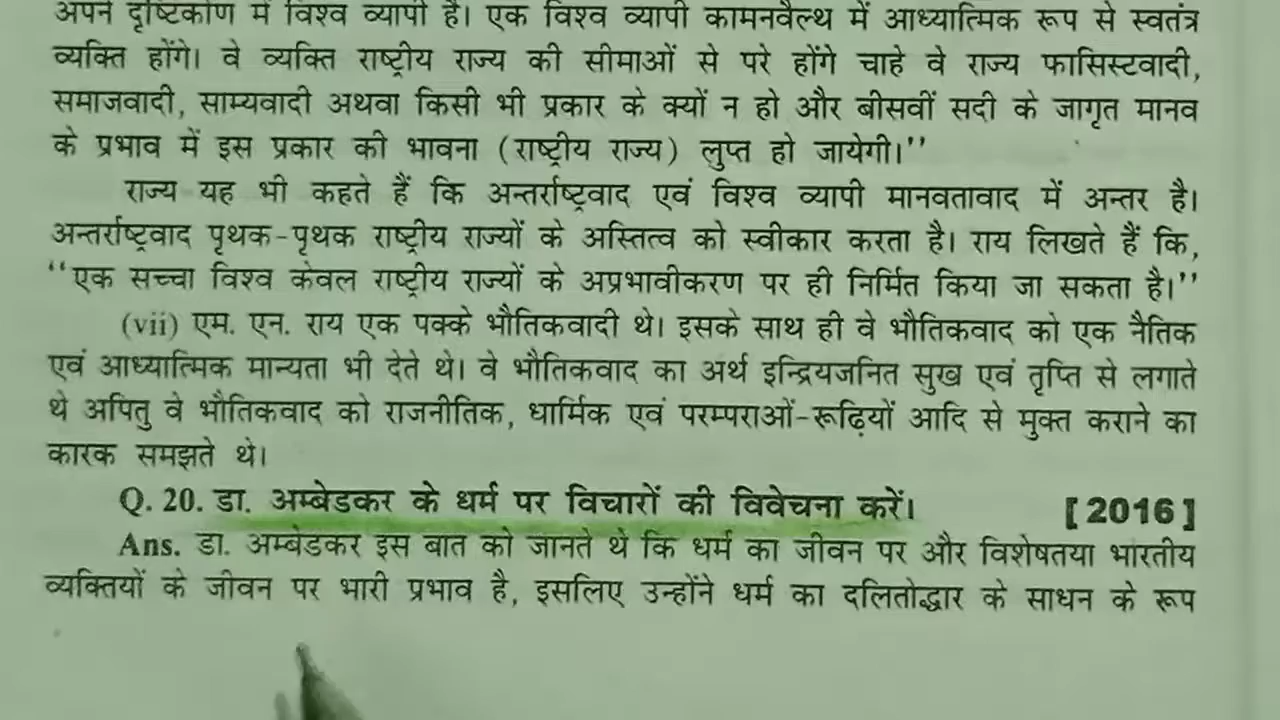 अपने दृष्टिकोण में विश्व व्यापी है। एक विश्व व्यापी कामनवैल्थ में आध्यात्मिक रूप से स्वतंत्र
व्यक्ति होंगे। वे व्यक्ति राष्ट्रीय राज्य की सीमाओं से परे होंगे चाहे वे राज्य फासिस्टवादी,
समाजवादी, साम्यवादी अथवा किसी भी प्रकार के क्यों न हो और बीसवीं सदी के जागृत मानव
के प्रभाव में इस प्रकार की भावना (राष्ट्रीय राज्य) लुप्त हो जायेगी।’’
राज्य यह भी कहते हैं कि अन्तर्राष्ट्रवाद एवं विश्व व्यापी मानवतावाद में अन्तर है।
अन्तर्राष्ट्रवाद पृथक-पृथक राष्ट्रीय राज्यों के अस्तित्व को स्वीकार करता है। राय लिखते हैं कि,
‘‘एक सच्चा विश्व केवल राष्ट्रीय राज्यों के अप्रभावीकरण पर ही निर्मित किया जा सकता है।’’
(vii) एम. एन. राय एक पक्के भौतिकवादी थे। इसके साथ ही वे भौतिकवाद को एक नैतिक
एवं आध्यात्मिक मान्यता भी देते थे। वे भौतिकवाद का अर्थ इन्द्रियजनित सुख एवं तृप्ति से लगाते
थे अपितु वे भौतिकवाद को राजनीतिक, धार्मिक एवं परम्पराओं-रूढ़ियों आदि से मुक्त कराने का
कारक समझते थे।
Q. 20. डा. अम्बेडकर के धर्म पर विचारों की विवेचना करें। [2016]
Ans. डा. अम्बेडकर इस बात को जानते थे कि धर्म का जीवन पर और विशेषतया भारतीय
व्यक्तियों के जीवन पर भारी प्रभाव है, इसलिए उन्होंने धर्म का दलितोद्धार के साधन के रूप